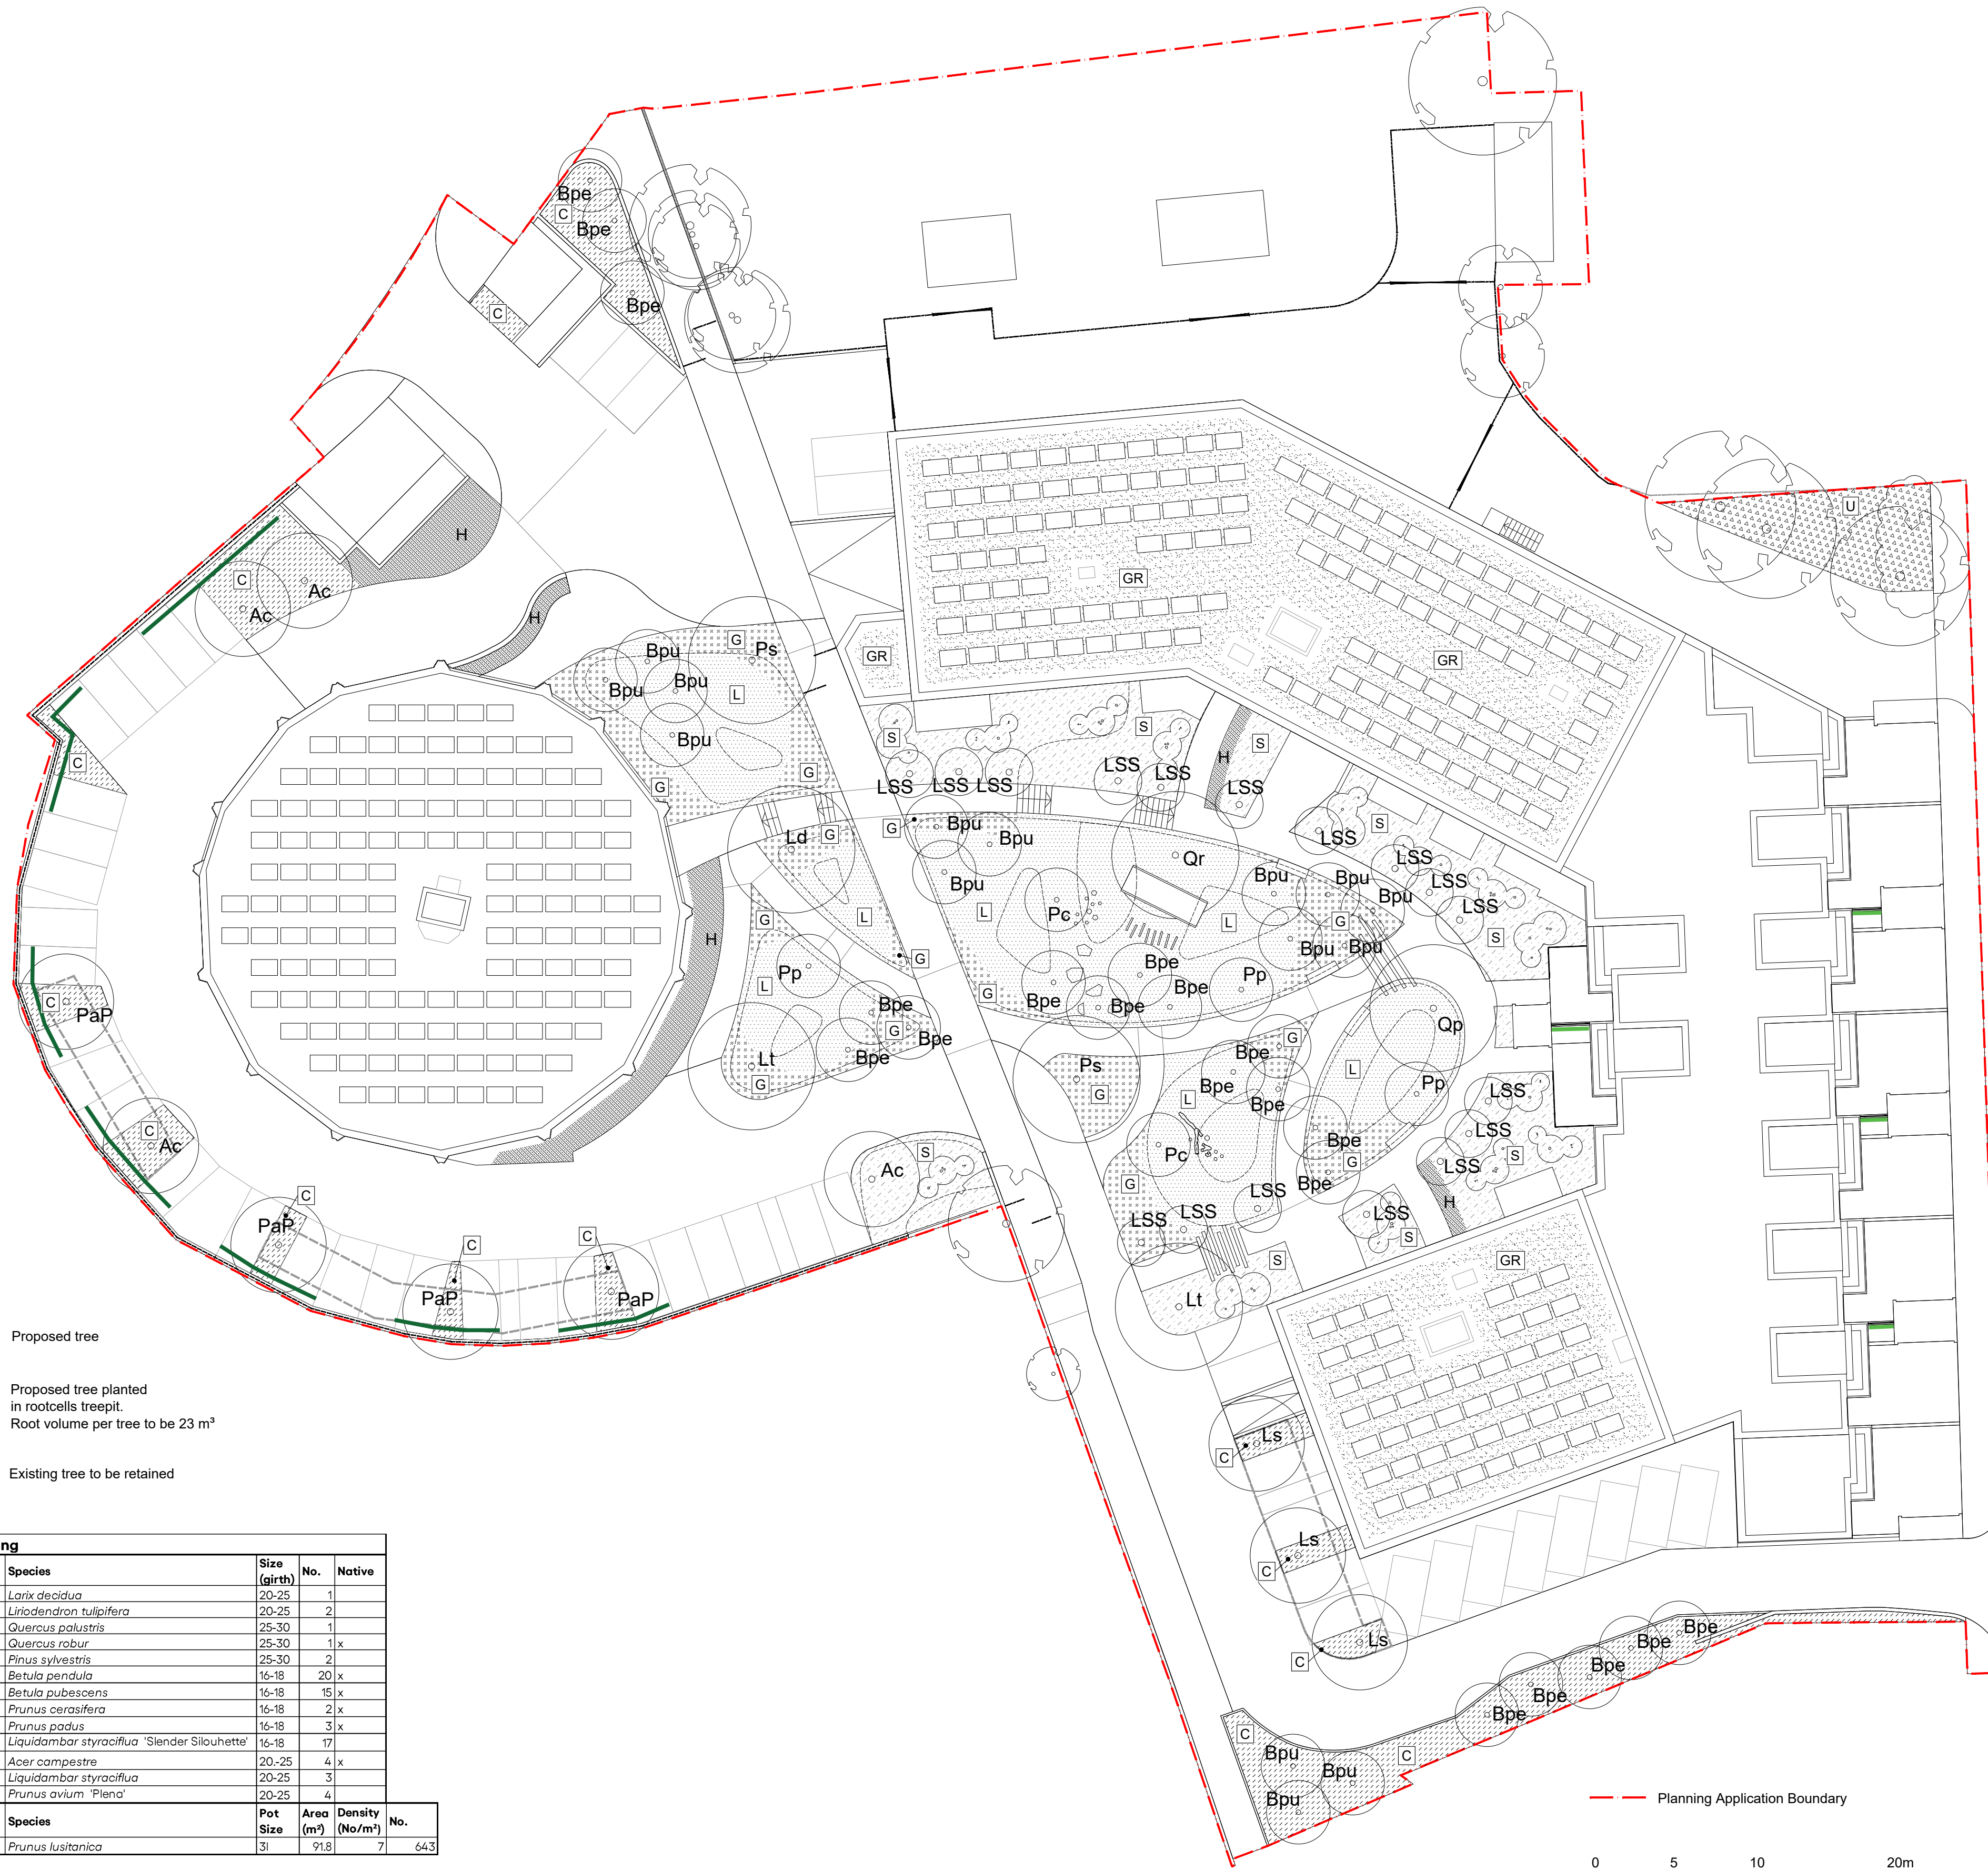 Bpe
C
Bpe
Bpe
C
U
H
GR
C
Ac
Ac
H
G
Ps
GR
GR
Bpu
Bpu
Bpu
L
Bpu
S
S
S
H
C
G
G
LSS
LSS
LSS
LSS
LSS
LSS
Ld
G
G
Bpu
Bpu
LSS
S
Qr
LSS
Bpu
Pc
L
L
Bpu
Bpu
Bpu
LSS
LSS
G
L
G
H
Bpu
Bpu
S
G
Pp
L
Bpe
Pp
G
Bpe
Bpe
Bpe
C
PaP
Bpe
G
Bpe
Qp
Bpe
G
Lt
G
Ps
G
Bpe
L
Bpe
Bpe
L
Pp
LSS
C
Ac
LSS
Bpe
S
Pc
G
Bpe
LSS
Ac
S
G
H
C
LSS
LSS
LSS
LSS
S
PaP
C
C
S
GR
PaP
PaP
Lt
Proposed tree
Proposed tree planted
in rootcells treepit.
Root volume per tree to be 23 m³
Existing tree to be retained
Ls
C
Ls
C
Ls
C
ng
Species Size (girth) No. Native
Larix decidua 20-25 1
Liriodendron tulipifera 20-25 2
Quercus palustris 25-30 1
Quercus robur 25-30 1 x
Pinus sylvestris 25-30 2
Betula pendula 16-18 20 x
Betula pubescens 16-18 15 x
Prunus cerasifera 16-18 2 x
Prunus padus 16-18 3 x
Liquidambar styraciflua 'Slender Silouhette' 16-18 17
Acer campestre 20.-25 4 x
Liquidambar styraciflua 20-25 3
Prunus avium 'Plena' 20-25 4
Species Pot Size Area (m²) Density (No/m²) No.
Prunus lusitanica 3l 91.8 7 643
Bpe
Bpe
Bpe
Bpe
Bpe
C
C
Bpu
Bpu
Bpu
Planning Application Boundary
0 5 10 20m